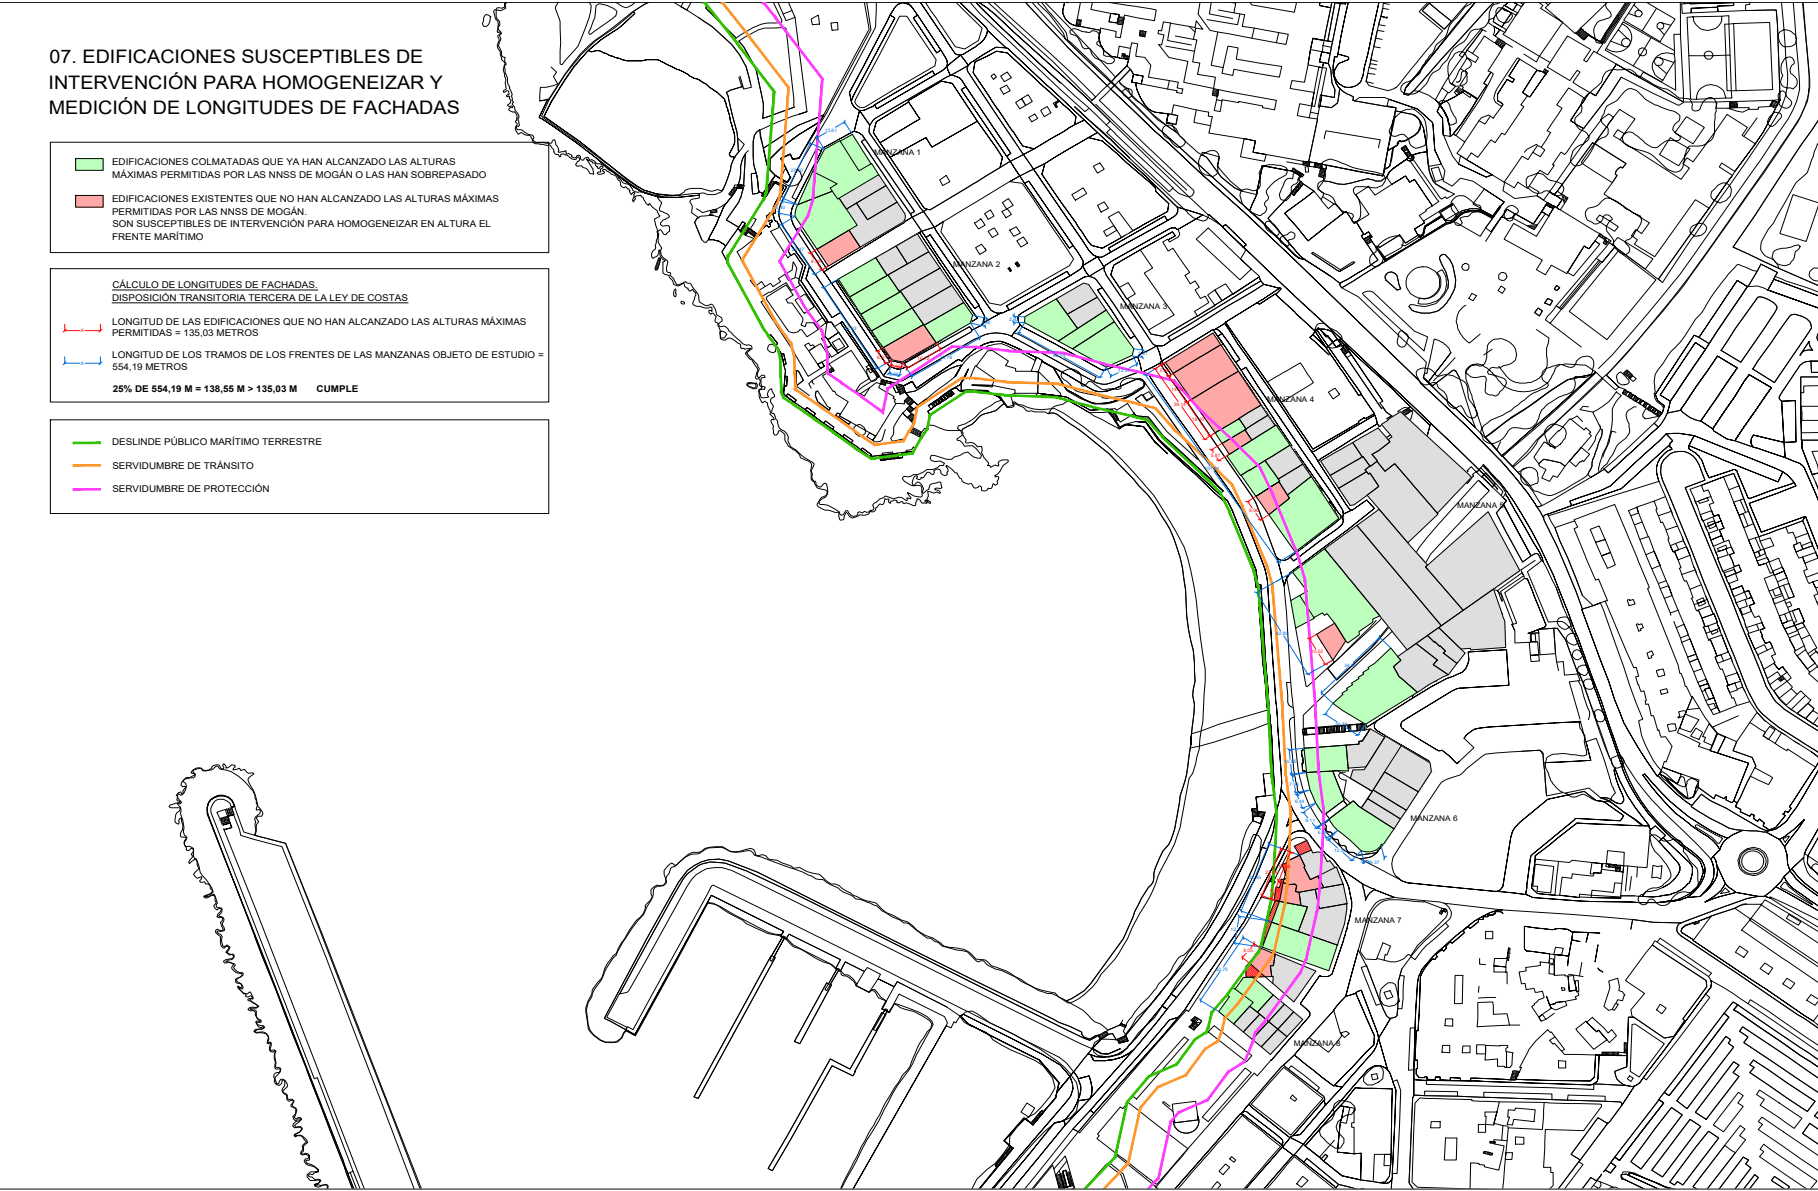 07. EDIFICACIONES SUSCEPTIBLES DE
INTERVENCIÓN PARA HOMOGENEIZAR Y
MEDICIÓN DE LONGITUDES DE FACHADAS
EDIFICACIONES COLMATADAS QUE YA HAN ALCANZADO LAS ALTURAS
MÁXIMAS PERMITIDAS POR LAS NNSS DE MOGÁN O LAS HAN SOBREPASADO
EDIFICACIONES EXISTENTES QUE NO HAN ALCANZADO LAS ALTURAS MÁXIMAS
PERMITIDAS POR LAS NNSS DE MOGÁN.
SON SUSCEPTIBLES DE INTERVENCIÓN PARA HOMOGENEIZAR EN ALTURA EL
FRENTE MARÍTIMO
CÁLCULO DE LONGITUDES DE FACHADAS.
DISPOSICIÓN TRANSITORIA TERCERA DE LA LEY DE COSTAS
LONGITUD DE LAS EDIFICACIONES QUE NO HAN ALCANZADO LAS ALTURAS MÁXIMAS
PERMITIDAS = 135,03 METROS
LONGITUD DE LOS TRAMOS DE LOS FRENTES DE LAS MANZANAS OBJETO DE ESTUDIO =
554,19 METROS
25% DE 554,19 M = 138,55 M > 135,03 M CUMPLE
DESLINDE PÚBLICO MARÍTIMO TERRESTRE
SERVIDUMBRE DE TRÁNSITO
SERVIDUMBRE DE PROTECCIÓN
MANZANA 1
MANZANA 2
MANZANA 3
MANZANA 4
MANZANA 5
MANZANA 6
MANZANA 7
MANZANA 8